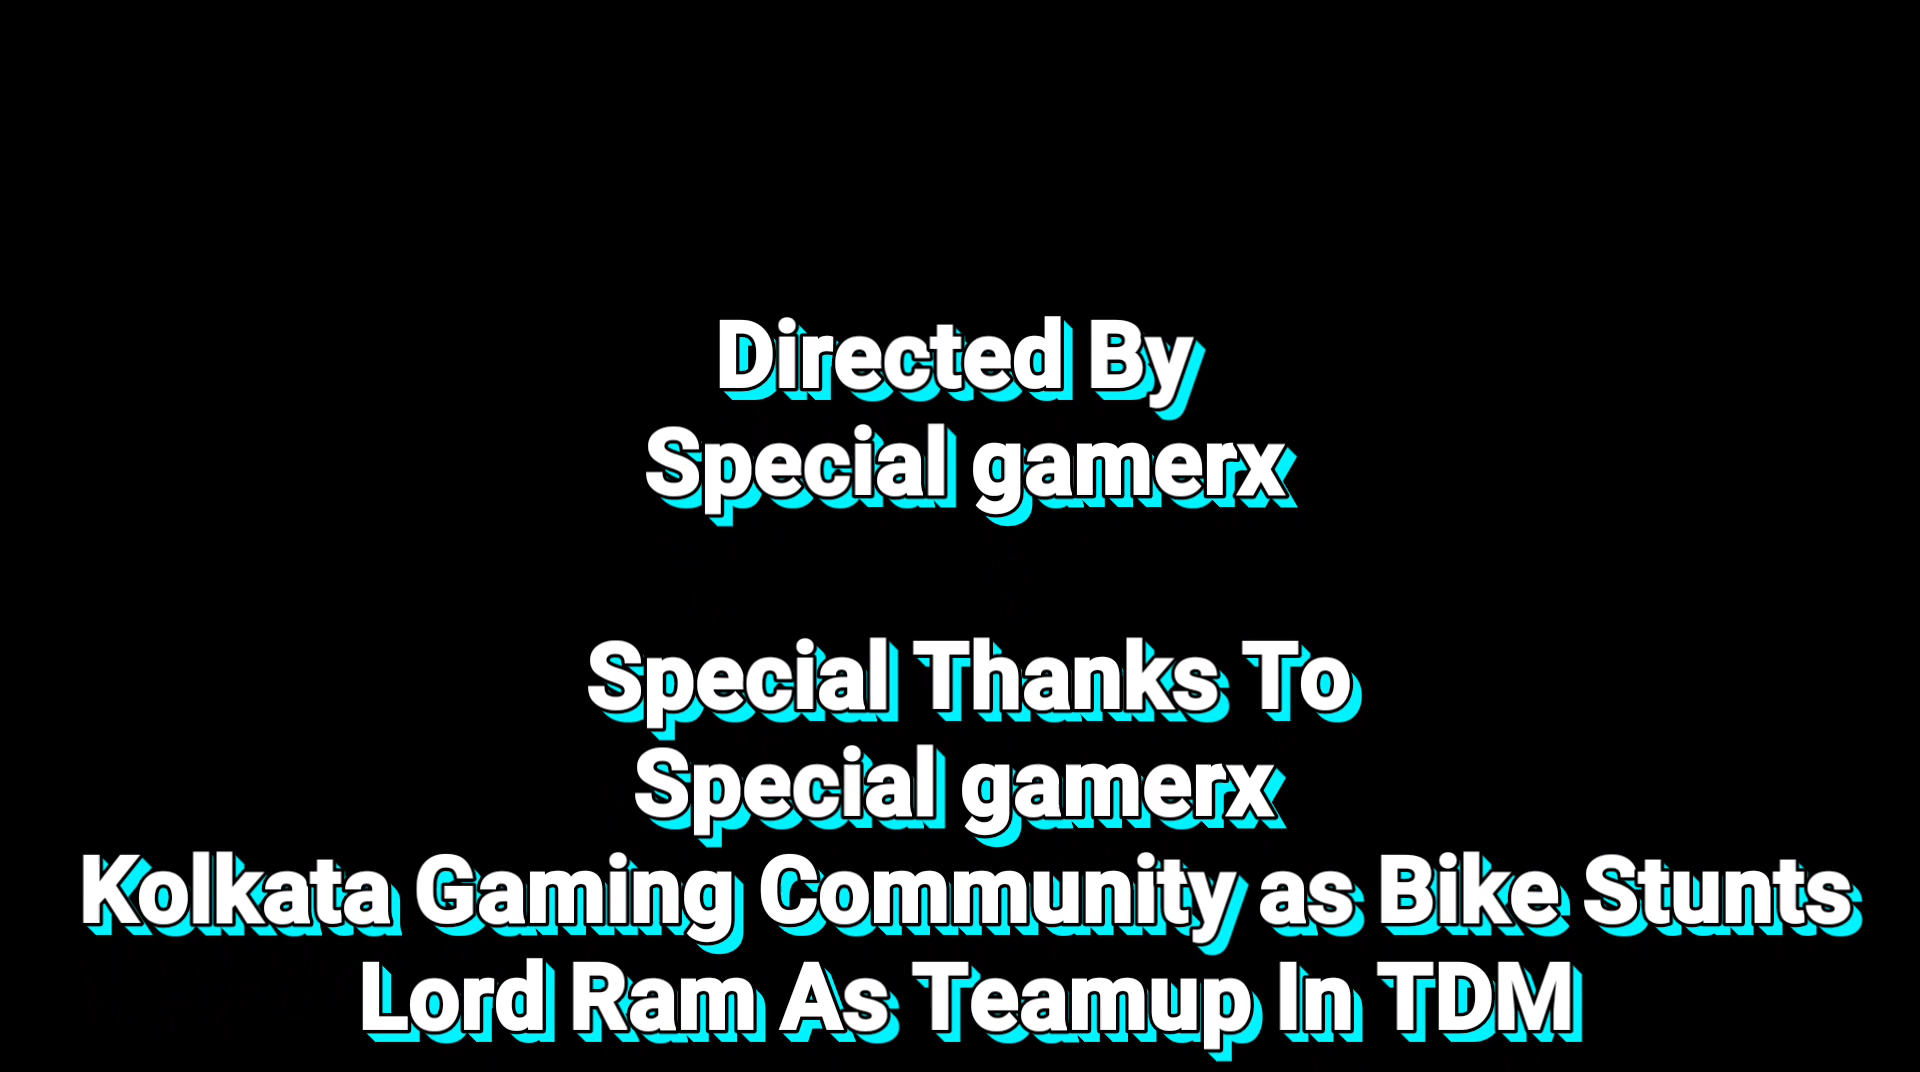 Directed By
Special gamerx
Special Thanks To
Special gamerx
Kolkata Gaming Community as Bike Stunts
Lord Ram As Teamup In TDM